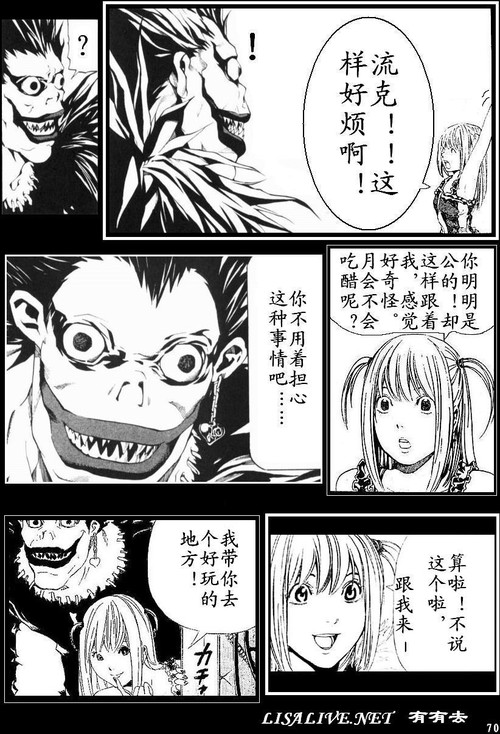 流克！！这
样好烦啊！
！
？
你明明是
公的！却
这样跟着
我，感觉
好奇怪。
月会不会
吃醋呢？
你不用着担心
这种事情吧……
算啦！不说
这个啦，
跟我来－
我带你去
个好玩的
地方！
カチャ
LISALIVE.NET 有有去
70